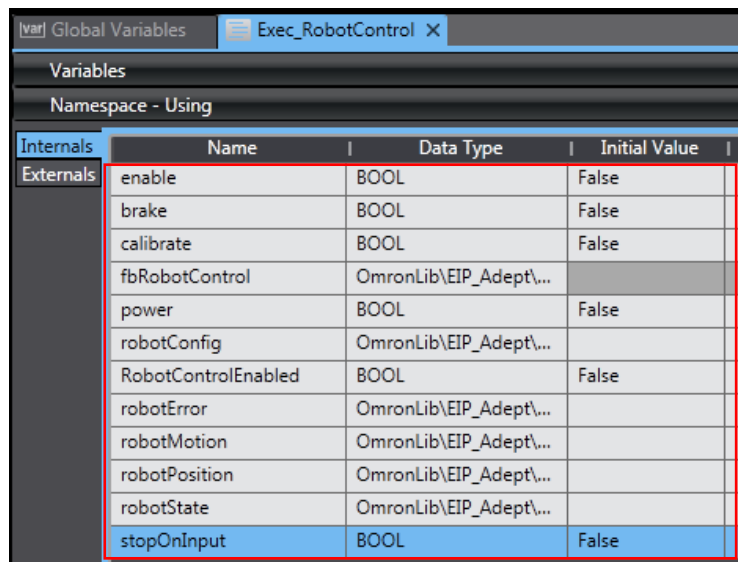 var Global Variables Exec_RobotControl X
Variables
Namespace - Using
Internals Name Data Type Initial Value
Externals enable BOOL False
brake BOOL False
calibrate BOOL False
fbRobotControl OmronLib\EIP_Adept\...
power BOOL False
robotConfig OmronLib\EIP_Adept\...
RobotControlEnabled BOOL False
robotError OmronLib\EIP_Adept\...
robotMotion OmronLib\EIP_Adept\...
robotPosition OmronLib\EIP_Adept\...
robotState OmronLib\EIP_Adept\...
stopOnInput BOOL False